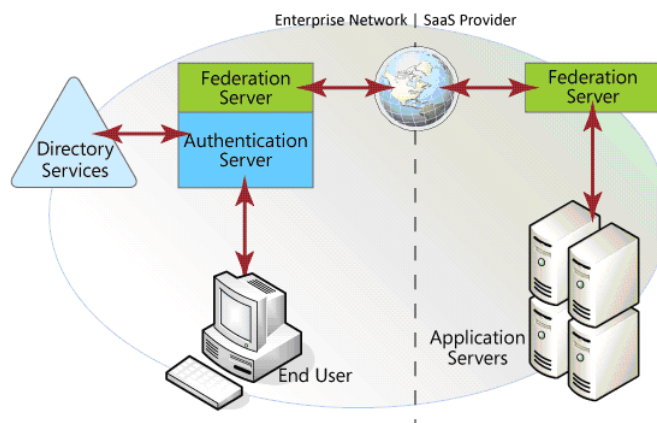 Enterprise Network | SaaS Provider
Federation
Server
Federation
Server
Directory
Services
Authentication
Server
Application
Servers
End User